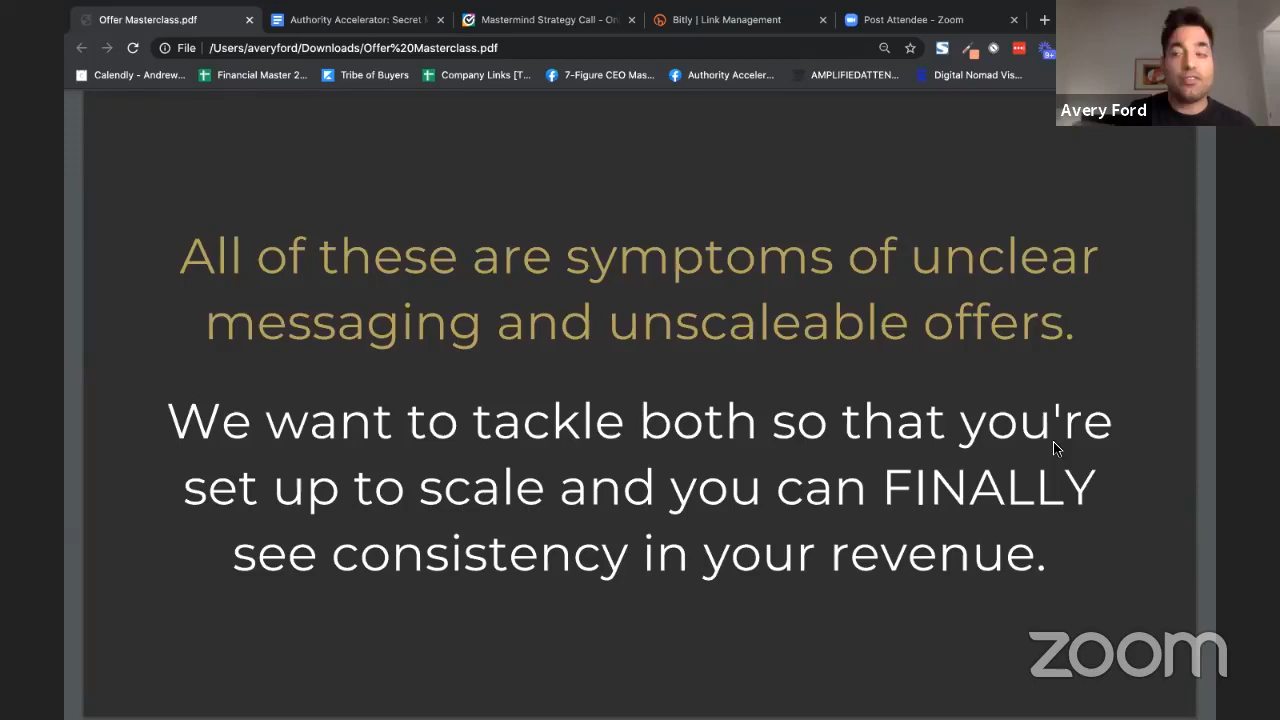 Offer Masterclass.pdf
Authority Accelerator: Secret
Mastermind Strategy Call - On
Bitly | Link Management
Post Attendee - Zoom
File
/Users/averyford/Downloads/Offer%20Masterclass.pdf
9+
Calendly - Andrew...
Financial Master 2...
Tribe of Buyers
Company Links [T...
7-Figure CEO Mas...
Authority Acceler...
AMPLIFIEDATTEN...
Digital Nomad Vis...
Avery Ford
All of these are symptoms of unclear
messaging and unscaleable offers.
We want to tackle both so that you're
set up to scale and you can FINALLY
see consistency in your revenue.
zoom